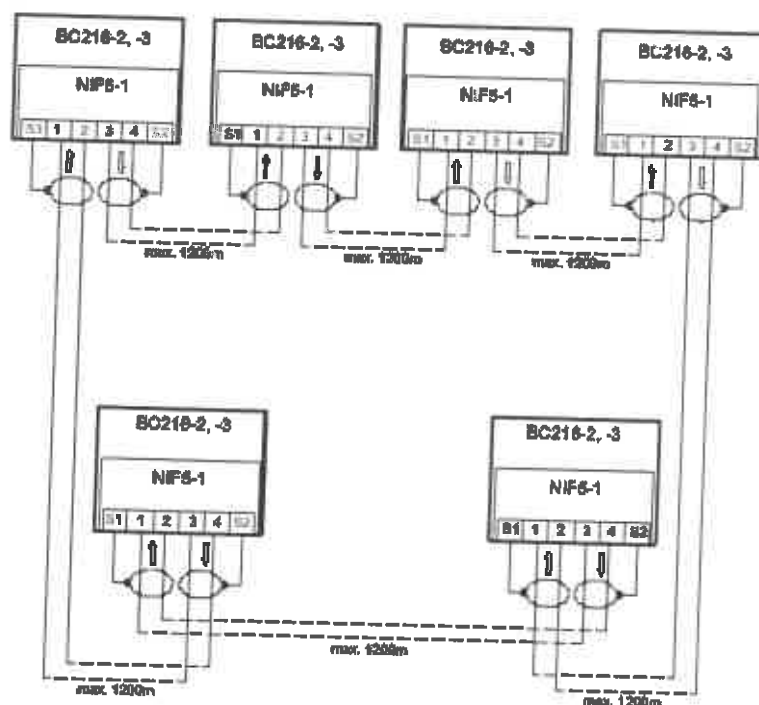 BC216-2, -3
NIF5-1
S1 1 2 3 4 S2
BC216-2, -3
NIF5-1
S1 1 2 3 4 S2
BC216-2, -3
NIF5-1
S1 1 2 3 4 S2
BC216-2, -3
NIF5-1
S1 1 2 3 4 S2
max. 1200m
max. 1200m
max. 1200m
BC216-2, -3
NIF5-1
S1 1 2 3 4 S2
BC216-2, -3
NIF5-1
S1 1 2 3 4 S2
max. 1200m
max. 1200m
max. 1200m